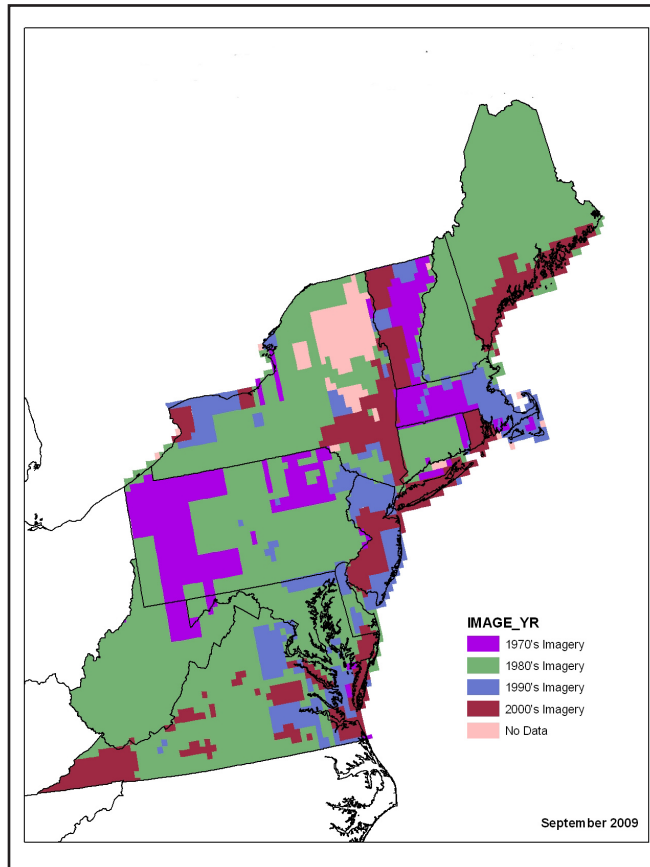 IMAGE_YR
1970's Imagery
1980's Imagery
1990's Imagery
2000's Imagery
No Data
September 2009